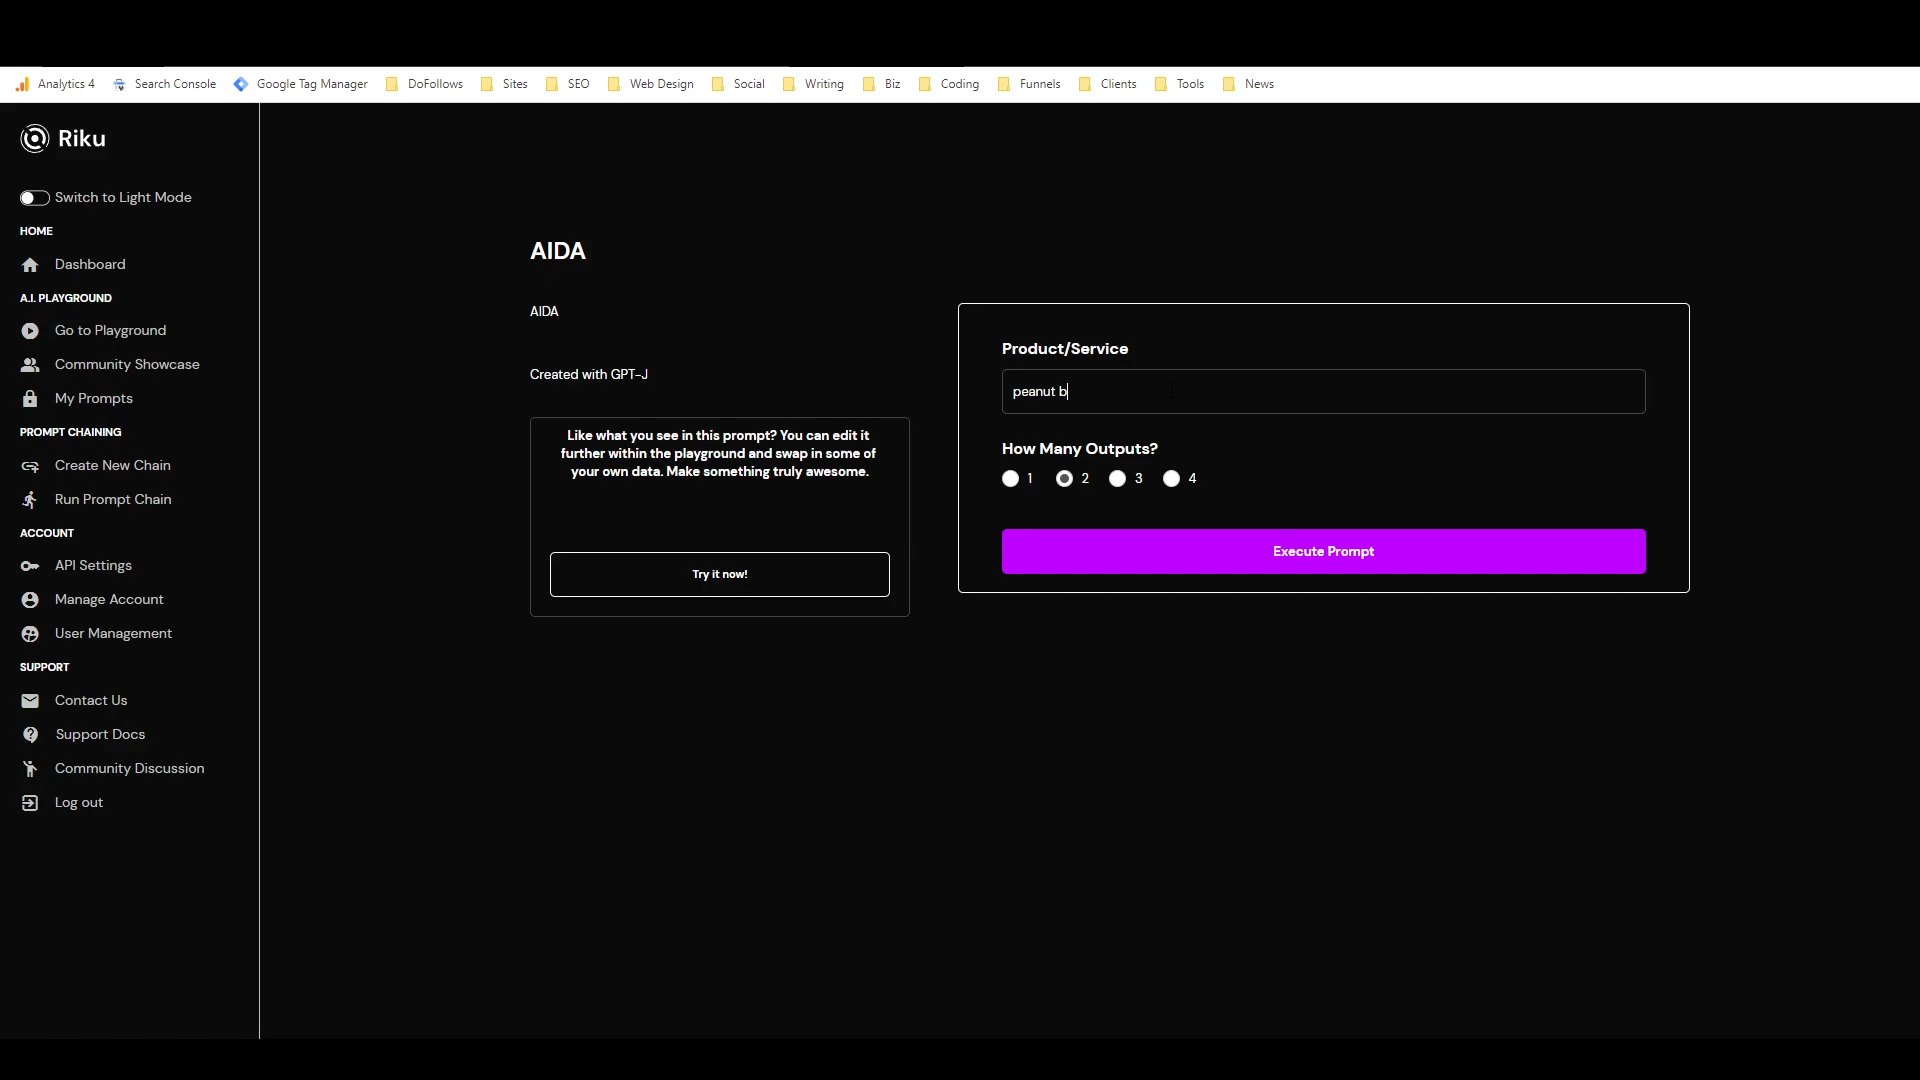 Analytics 4 Search Console Google Tag Manager DoFollows Sites SEO Web Design Social Writing Biz Coding Funnels Clients Tools News
Riku
Switch to Light Mode
HOME
Dashboard
A.I. PLAYGROUND
Go to Playground
Community Showcase
My Prompts
PROMPT CHAINING
Create New Chain
Run Prompt Chain
ACCOUNT
API Settings
Manage Account
User Management
SUPPORT
Contact Us
Support Docs
Community Discussion
Log out
AIDA
AIDA
Created with GPT-J
Like what you see in this prompt? You can edit it
further within the playground and swap in some of
your own data. Make something truly awesome.
Try it now!
Product/Service
peanut b
How Many Outputs?
1 2 3 4
Execute Prompt